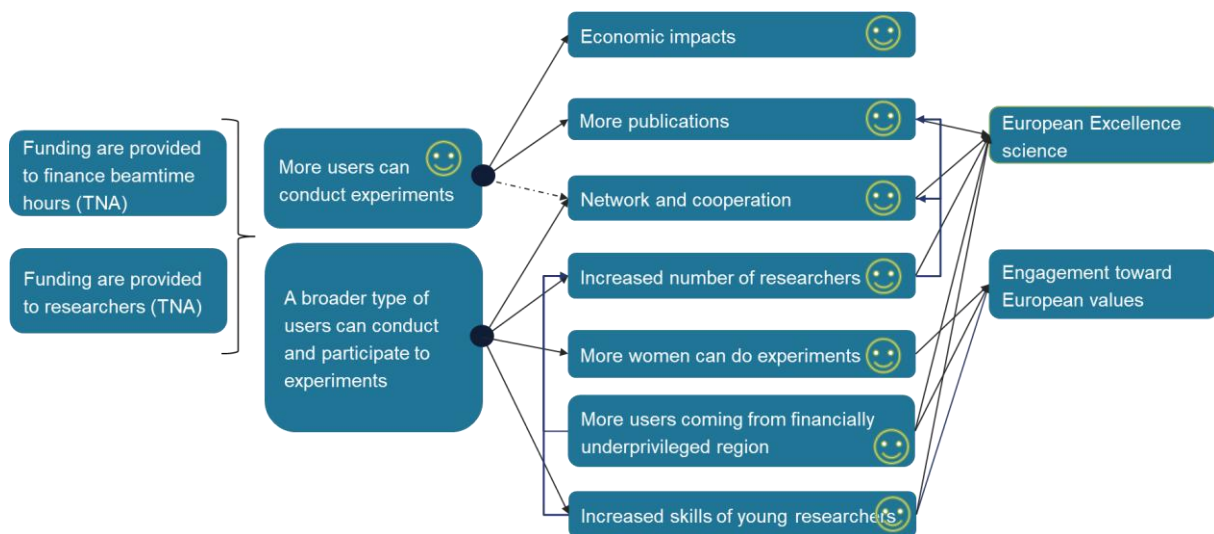 Funding are provided
to finance beamtime
hours (TNA)
Funding are provided
to researchers (TNA)
More users can
conduct experiments
A broader type of
users can conduct
and participate to
experiments
Economic impacts
More publications
Network and cooperation
Increased number of researchers
More women can do experiments
More users coming from financially
underprivileged region
Increased skills of young researchers
European Excellence
science
Engagement toward
European values